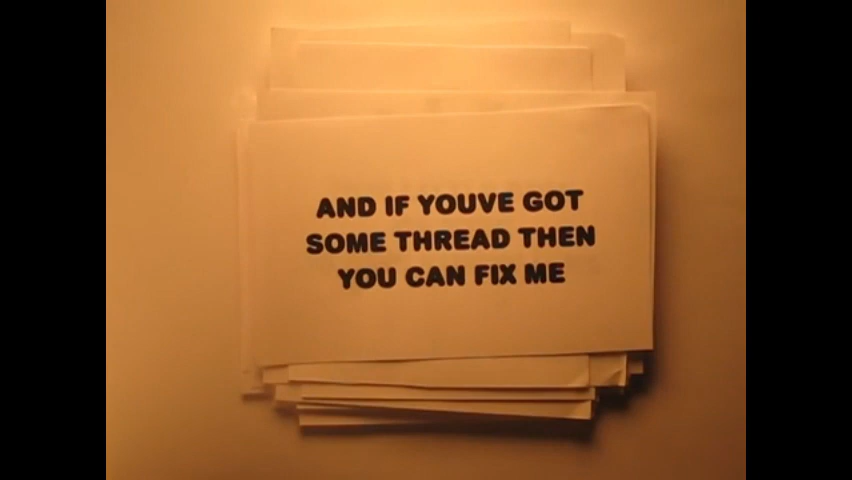 AND IF YOUVE GOT
SOME THREAD THEN
YOU CAN FIX ME